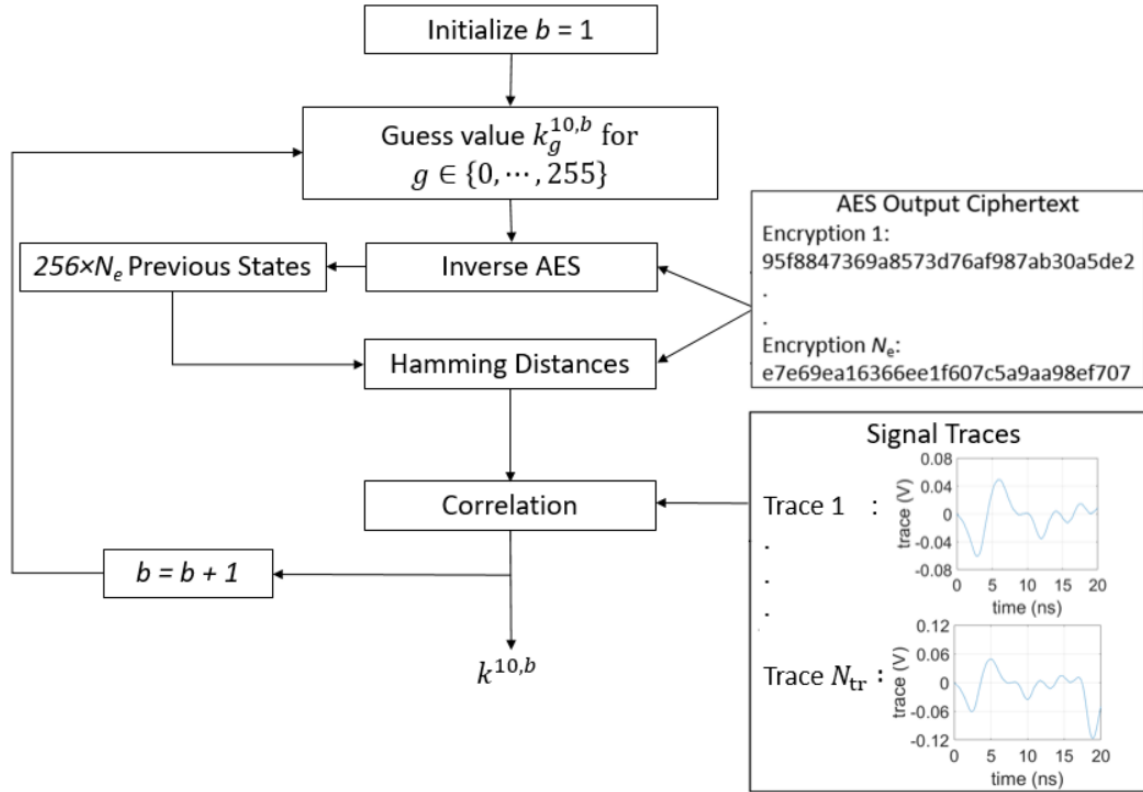 Initialize b = 1
Guess value k_g^{10,b} for
g ∈ {0, ⋯, 255}
Inverse AES
256×N_e Previous States
Hamming Distances
Correlation
b = b + 1
k^{10,b}
AES Output Ciphertext
Encryption 1:
95f8847369a8573d76af987ab30a5de2
.
.
Encryption N_e:
e7e69ea16366ee1f607c5a9aa98ef707
Signal Traces
Trace 1 :
0.08
0.04
0
-0.04
-0.08
trace (V)
0 5 10 15 20
time (ns)
.
.
.
Trace N_tr :
0.12
0.06
0
-0.06
-0.12
trace (V)
0 5 10 15 20
time (ns)